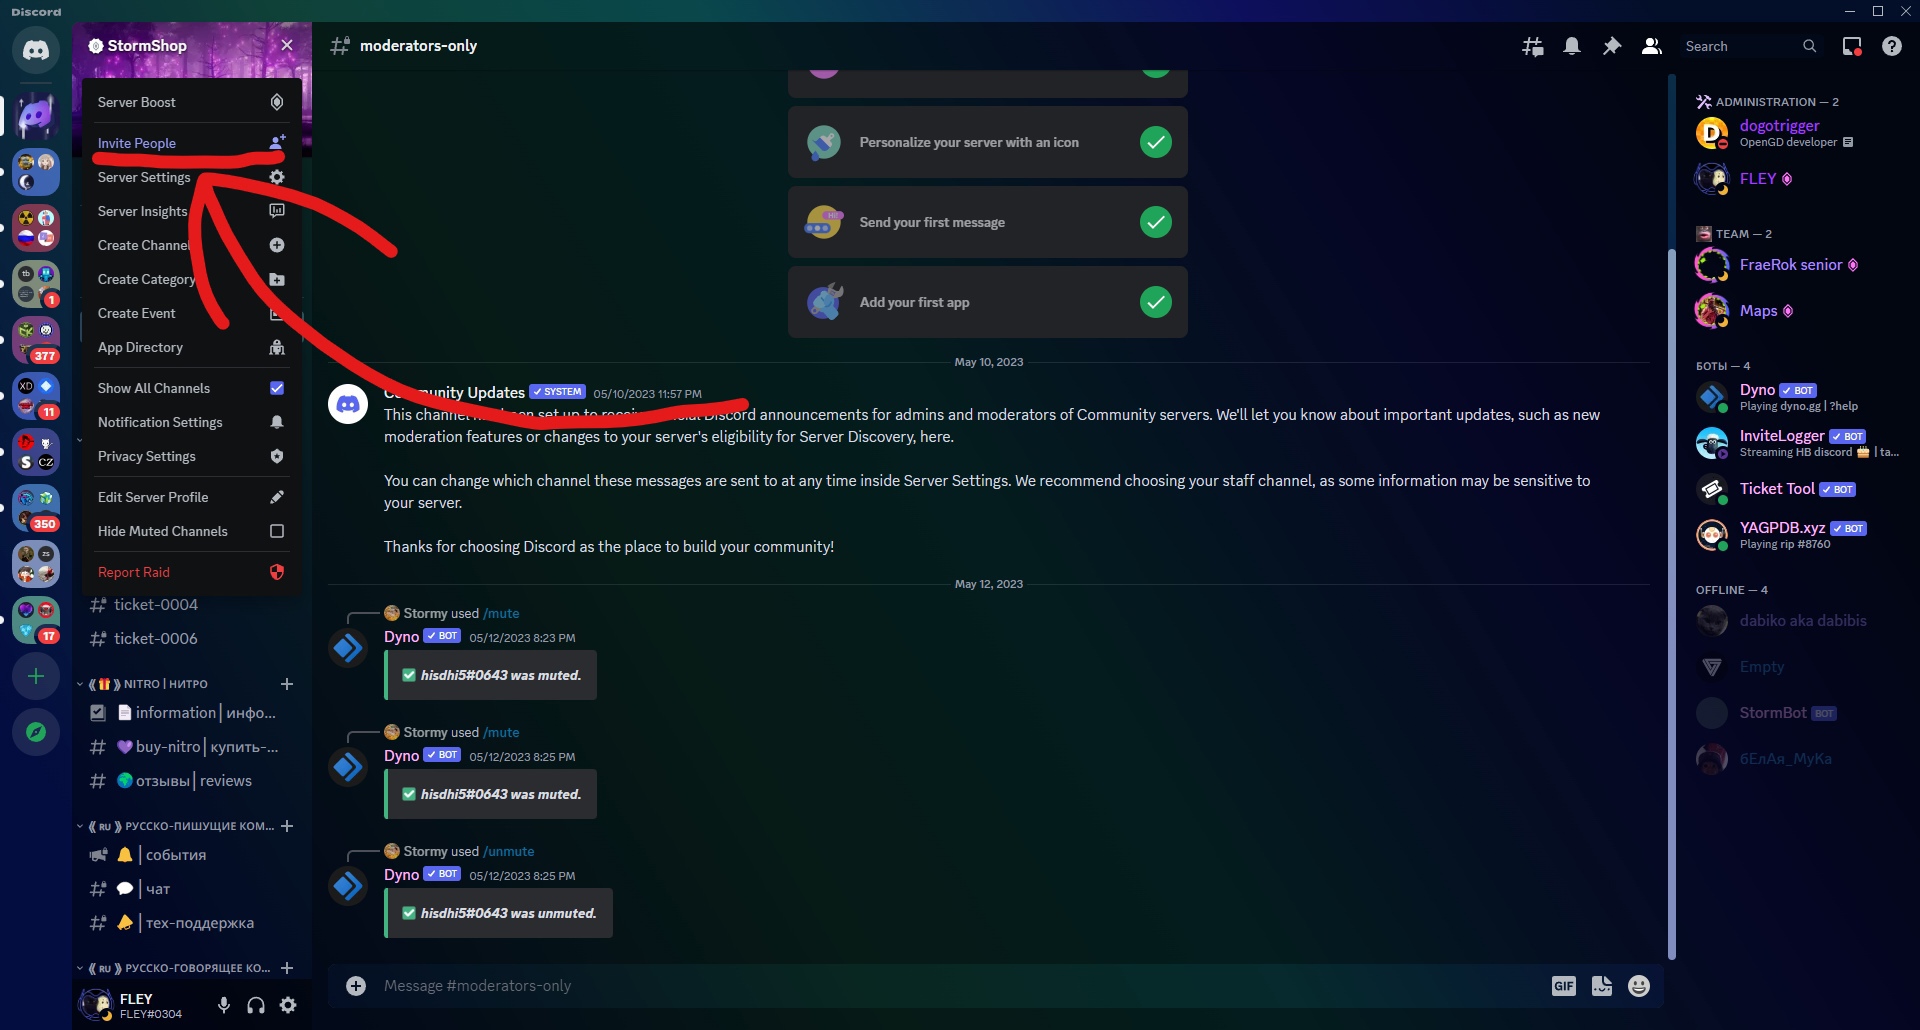 Discord
StormShop
Server Boost
Invite People
Server Settings
Server Insights
Create Channel
Create Category
Create Event
App Directory
Show All Channels
Notification Settings
Privacy Settings
Edit Server Profile
Hide Muted Channels
Report Raid
1
377
11
350
17
ticket-0004
ticket-0006
《🎁》NITRO | НИТРО
📄 information│инфо...
💜buy-nitro│купить-...
🌍отзывы│reviews
《 RU 》РУССКО-ПИШУЩИЕ КОМ...
🔔│события
💬│чат
📣│тех-поддержка
《 RU 》РУССКО-ГОВОРЯЩЕЕ КО...
FLEY
FLEY#0304
moderators-only
Search
Personalize your server with an icon
Send your first message
Add your first app
May 10, 2023
Updates SYSTEM 05/10/2023 11:57 PM
This channel set up to Discord announcements for admins and moderators of Community servers. We'll let you know about important updates, such as new
moderation features or changes to your server's eligibility for Server Discovery, here.
You can change which channel these messages are sent to at any time inside Server Settings. We recommend choosing your staff channel, as some information may be sensitive to
your server.
Thanks for choosing Discord as the place to build your community!
May 12, 2023
Stormy used /mute
Dyno BOT 05/12/2023 8:23 PM
✅ hisdhi5#0643 was muted.
Stormy used /mute
Dyno BOT 05/12/2023 8:25 PM
✅ hisdhi5#0643 was muted.
Stormy used /unmute
Dyno BOT 05/12/2023 8:25 PM
✅ hisdhi5#0643 was unmuted.
Message #moderators-only
GIF
ADMINISTRATION — 2
dogotrigger
OpenGD developer
FLEY
TEAM — 2
FraeRok senior
Maps
БОТЫ — 4
Dyno BOT
Playing dyno.gg | ?help
InviteLogger BOT
Streaming HB discord 🎂 | ta...
Ticket Tool BOT
YAGPDB.xyz BOT
Playing rip #8760
OFFLINE — 4
dabiko aka dabibis
Empty
StormBot BOT
бЕлАя_МуКа